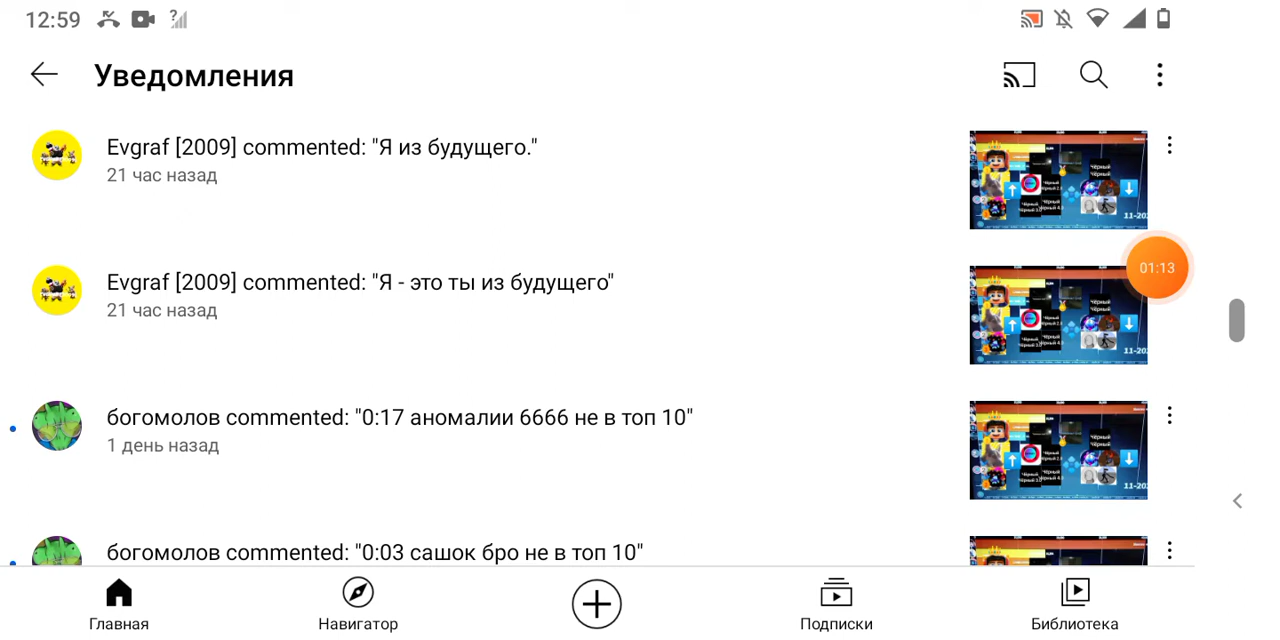 12:59
Уведомления
Evgraf [2009] commented: "Я из будущего."
21 час назад
Evgraf [2009] commented: "Я - это ты из будущего"
21 час назад
01:13
богомолов commented: "0:17 аномалии 6666 не в топ 10"
1 день назад
богомолов commented: "0:03 сашок бро не в топ 10"
Главная
Навигатор
Подписки
Библиотека